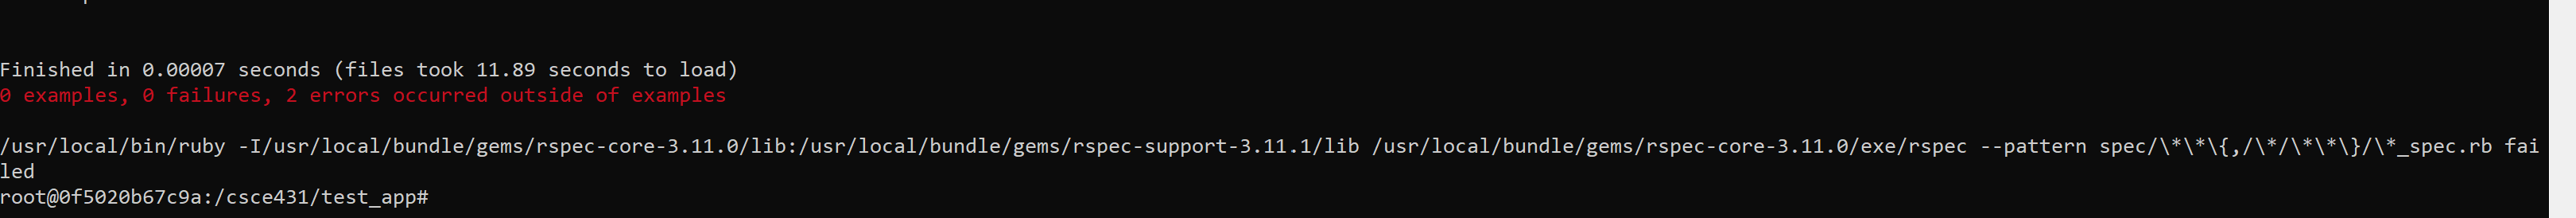 Finished in 0.00007 seconds (files took 11.89 seconds to load)
0 examples, 0 failures, 2 errors occurred outside of examples
/usr/local/bin/ruby -I/usr/local/bundle/gems/rspec-core-3.11.0/lib:/usr/local/bundle/gems/rspec-support-3.11.1/lib /usr/local/bundle/gems/rspec-core-3.11.0/exe/rspec --pattern spec/\*\*\{,/\*/\*\*\}/\*_spec.rb fai
led
root@0f5020b67c9a:/csce431/test_app#